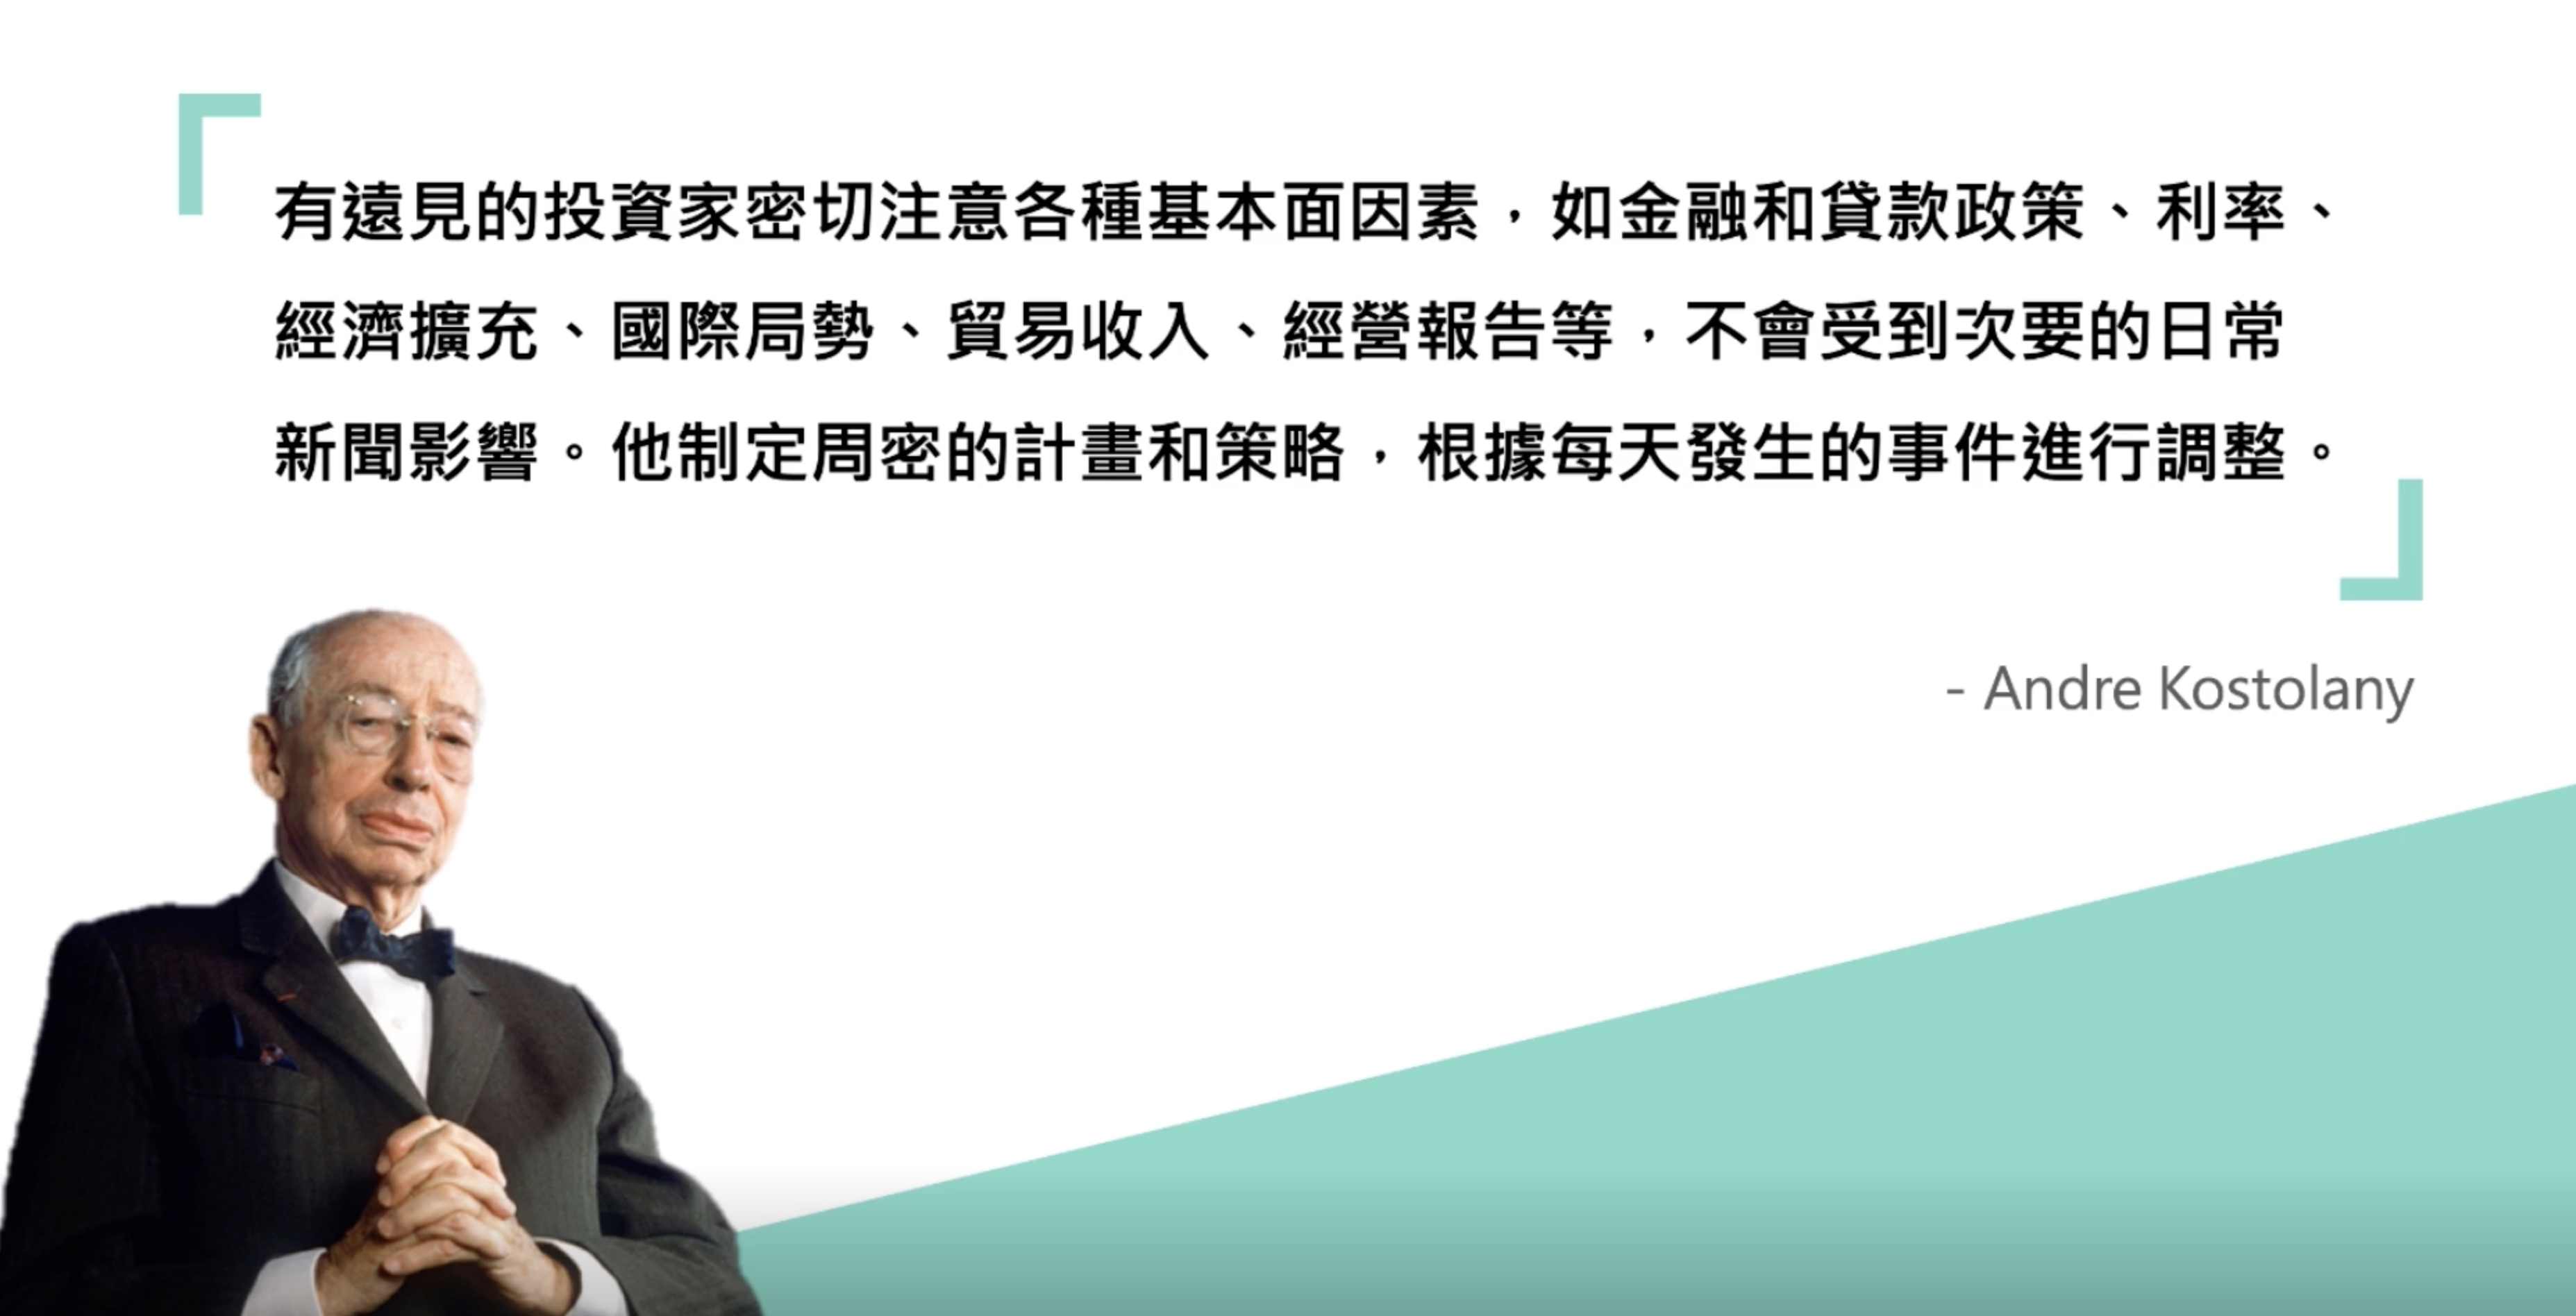 有遠見的投資家密切注意各種基本面因素，如金融和貸款政策、利率、
經濟擴充、國際局勢、貿易收入、經營報告等，不會受到次要的日常
新聞影響。他制定周密的計畫和策略，根據每天發生的事件進行調整。
- Andre Kostolany